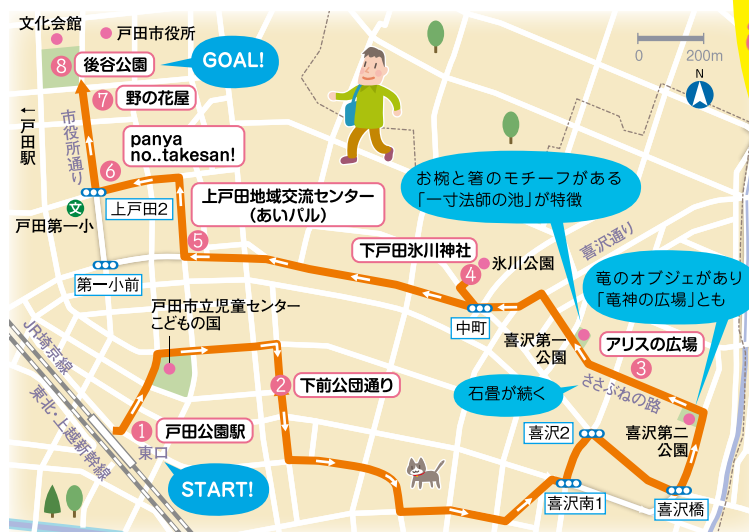 文化会館
戸田市役所
8 後谷公園
GOAL!
0 200m
N
7 野の花屋
←戸田駅
市役所通り
panya
no..takesan!
6
文
戸田第一小
上戸田2
上戸田地域交流センター
(あいパル)
5
お椀と箸のモチーフがある
「一寸法師の池」が特徴
喜沢通り
下戸田氷川神社
4 氷川公園
竜のオブジェがあり
「竜神の広場」とも
第一小前
戸田市立児童センター
こどもの国
中町
喜沢第一
公園
アリスの広場
3
JR埼京線
東北・上越新幹線
2 下前公団通り
石畳が続く
ささぶねの路
1 戸田公園駅
東口
START!
喜沢2
喜沢第二
公園
喜沢南1
喜沢橋